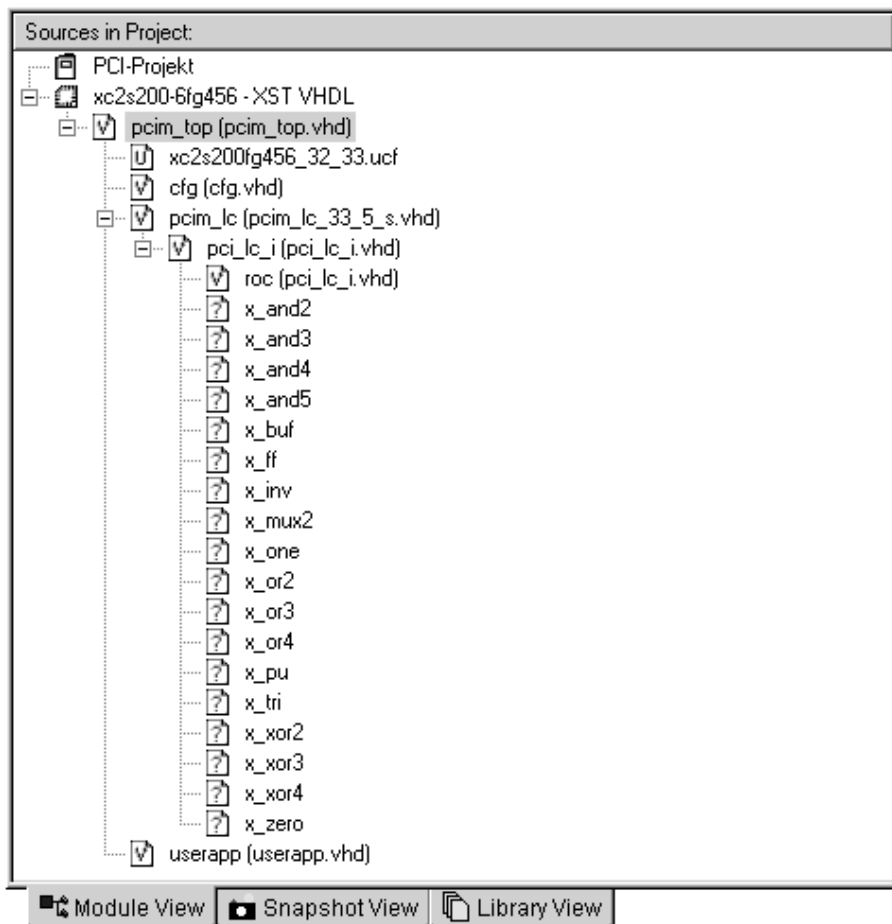 Sources in Project:
PCI-Projekt
xc2s200-6fg456 - XST VHDL
pcim_top (pcim_top.vhd)
xc2s200fg456_32_33.ucf
cfg (cfg.vhd)
pcim_lc (pcim_lc_33_5_s.vhd)
pci_lc_i (pci_lc_i.vhd)
roc (pci_lc_i.vhd)
x_and2
x_and3
x_and4
x_and5
x_buf
x_ff
x_inv
x_mux2
x_one
x_or2
x_or3
x_or4
x_pu
x_tri
x_xor2
x_xor3
x_xor4
x_zero
userapp (userapp.vhd)
Module View Snapshot View Library View